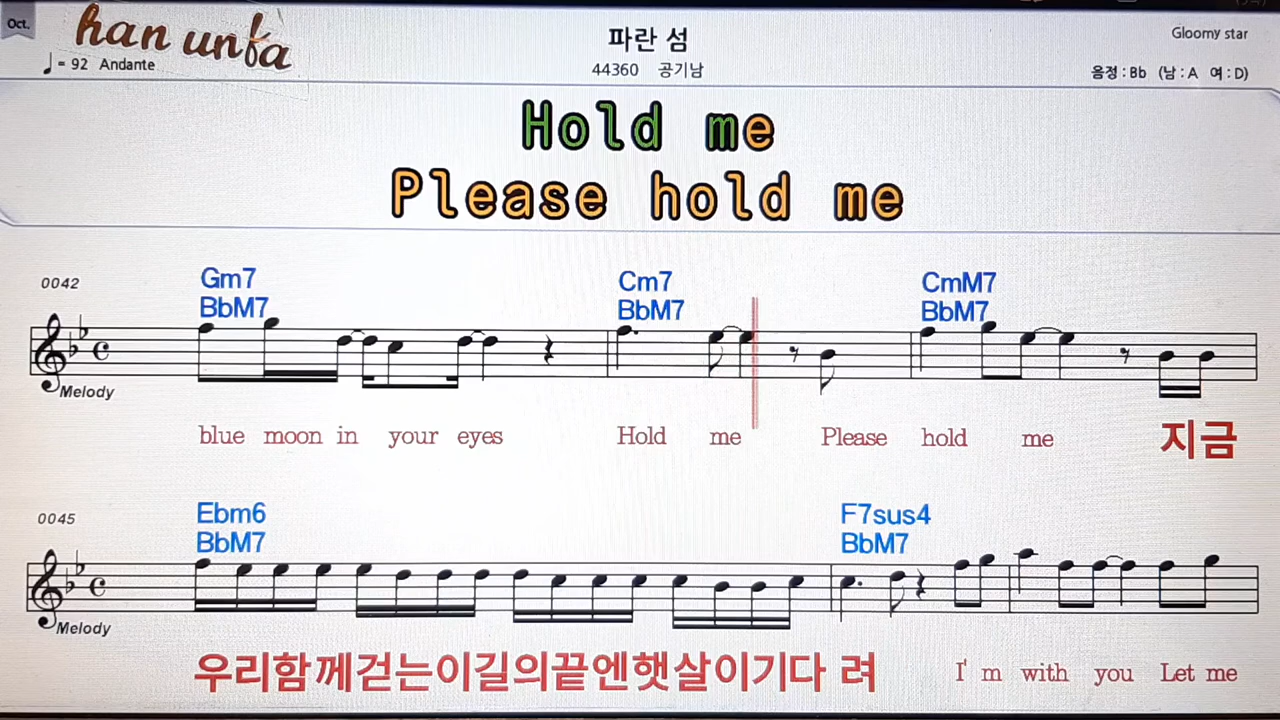 Oct.
han unba
♩ = 92 Andante
파란 섬
44360 공기남
Gloomy star
음정 : Bb (남 : A 여 : D)
Hold me
Please hold me
0042
Gm7 Cm7 CmM7
BbM7 BbM7 BbM7
Melody
blue moon in your eyes Hold me Please hold me 지금
0045
Ebm6 F7sus4
BbM7 BbM7
Melody
우리함께걷는이길의끝엔햇살이기다 려 I' m with you Let me